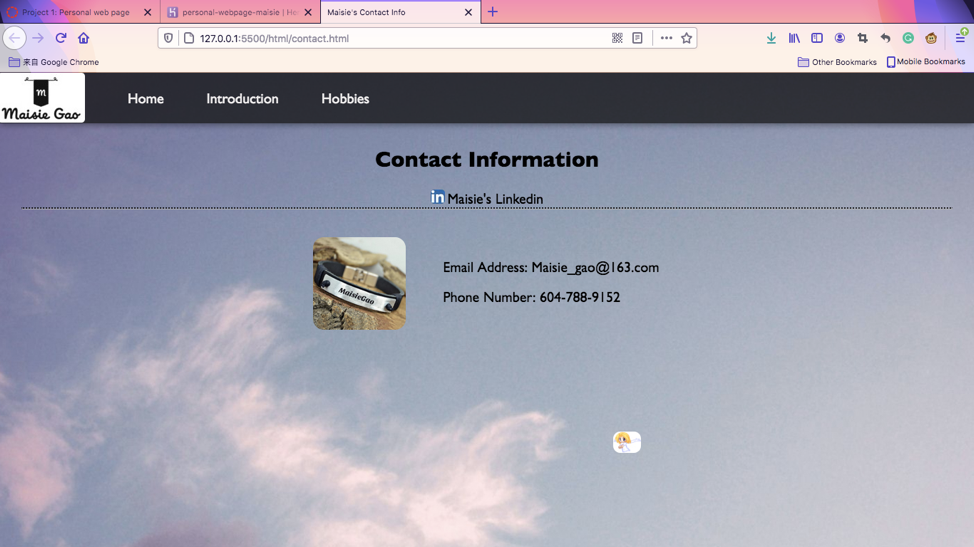 Project 1: Personal web page
personal-webpage-maisie | He
Maisie's Contact Info
127.0.0.1:5500/html/contact.html
来自 Google Chrome
Other Bookmarks
Mobile Bookmarks
M
Maisie Gao
Home
Introduction
Hobbies
Contact Information
in Maisie's Linkedin
MaisieGao
Email Address: Maisie_gao@163.com
Phone Number: 604-788-9152